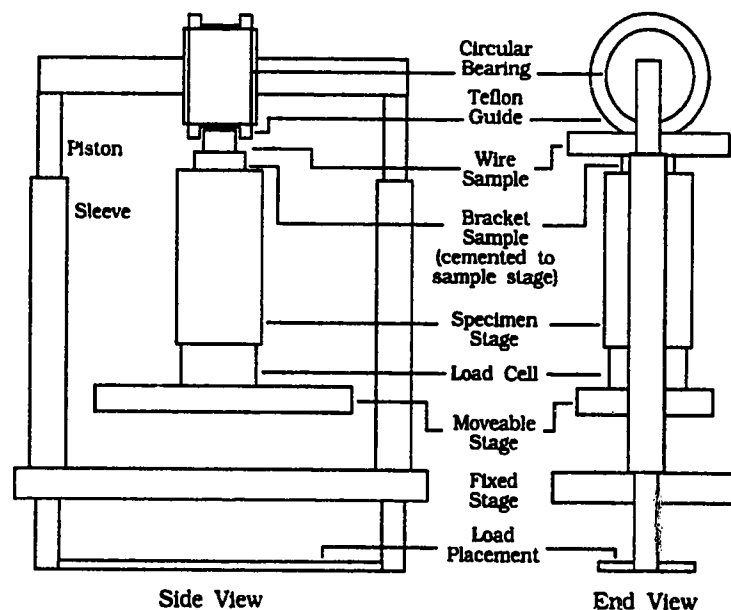 Circular
Bearing
Teflon
Guide
Piston
Wire
Sample
Sleeve
Bracket
Sample
(cemented to
sample stage)
Specimen
Stage
Load Cell
Moveable
Stage
Fixed
Stage
Load
Placement
Side View
End View